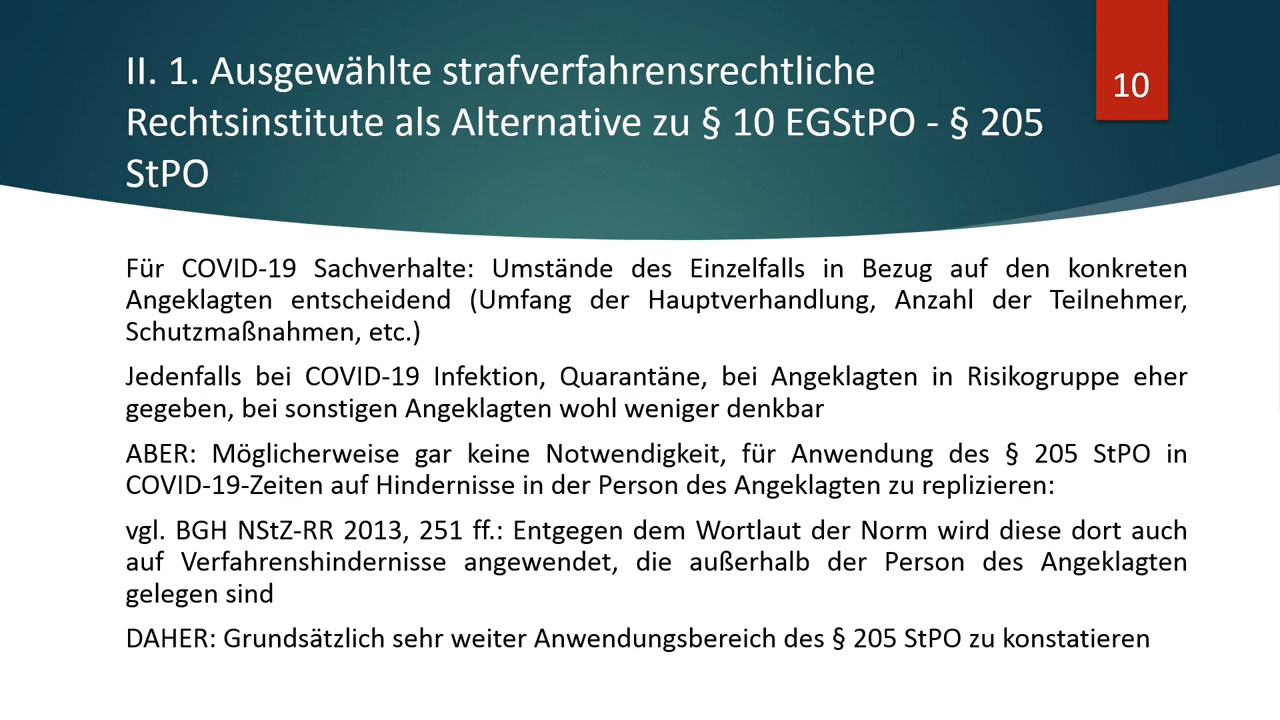 II. 1. Ausgewählte strafverfahrensrechtliche
Rechtsinstitute als Alternative zu § 10 EGStPO - § 205
StPO
10
Für COVID-19 Sachverhalte: Umstände des Einzelfalls in Bezug auf den konkreten
Angeklagten entscheidend (Umfang der Hauptverhandlung, Anzahl der Teilnehmer,
Schutzmaßnahmen, etc.)
Jedenfalls bei COVID-19 Infektion, Quarantäne, bei Angeklagten in Risikogruppe eher
gegeben, bei sonstigen Angeklagten wohl weniger denkbar
ABER: Möglicherweise gar keine Notwendigkeit, für Anwendung des § 205 StPO in
COVID-19-Zeiten auf Hindernisse in der Person des Angeklagten zu replizieren:
vgl. BGH NStZ-RR 2013, 251 ff.: Entgegen dem Wortlaut der Norm wird diese dort auch
auf Verfahrenshindernisse angewendet, die außerhalb der Person des Angeklagten
gelegen sind
DAHER: Grundsätzlich sehr weiter Anwendungsbereich des § 205 StPO zu konstatieren